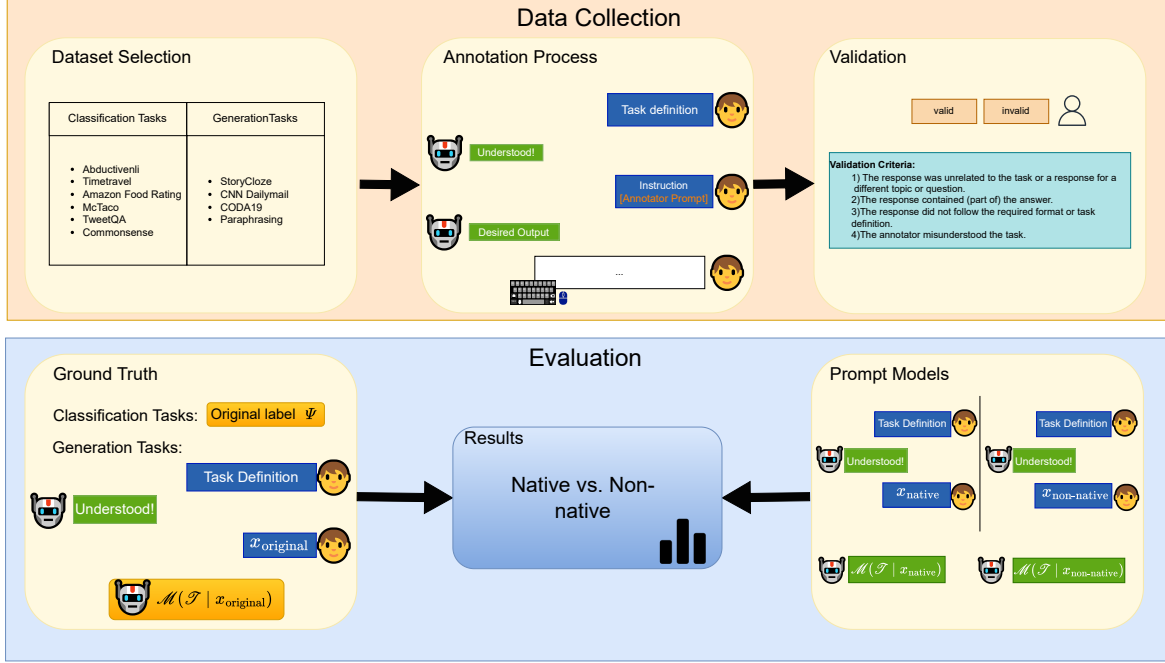 Data Collection
Dataset Selection
Classification Tasks
GenerationTasks
• Abductivenli
• Timetravel
• Amazon Food Rating
• McTaco
• TweetQA
• Commonsense
• StoryCloze
• CNN Dailymail
• CODA19
• Paraphrasing
Annotation Process
Task definition
Understood!
Instruction
[Annotator Prompt]
Desired Output
...
Validation
valid
invalid
Validation Criteria:
1) The response was unrelated to the task or a response for a
different topic or question.
2)The response contained (part of) the answer.
3)The response did not follow the required format or task
definition.
4)The annotator misunderstood the task.
Evaluation
Ground Truth
Classification Tasks:
Original label Ψ
Generation Tasks:
Task Definition
Understood!
x_original
ℳ(𝒯 | x_original)
Results
Native vs. Non-
native
Prompt Models
Task Definition
Understood!
x_native
ℳ(𝒯 | x_native)
Task Definition
Understood!
x_non-native
ℳ(𝒯 | x_non-native)